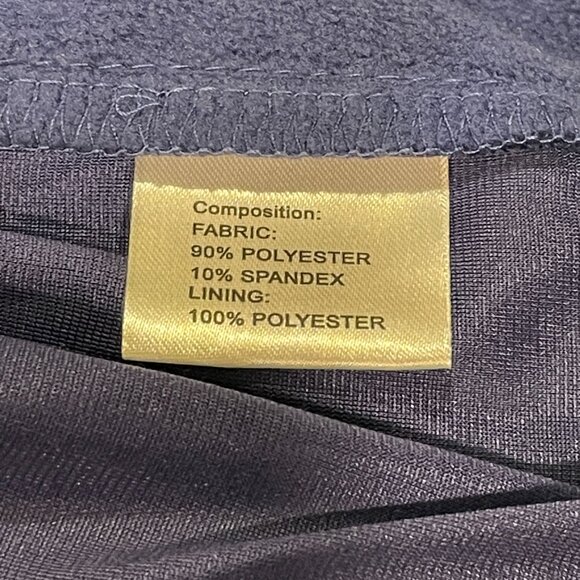 Composition:
FABRIC:
90% POLYESTER
10% SPANDEX
LINING:
100% POLYESTER